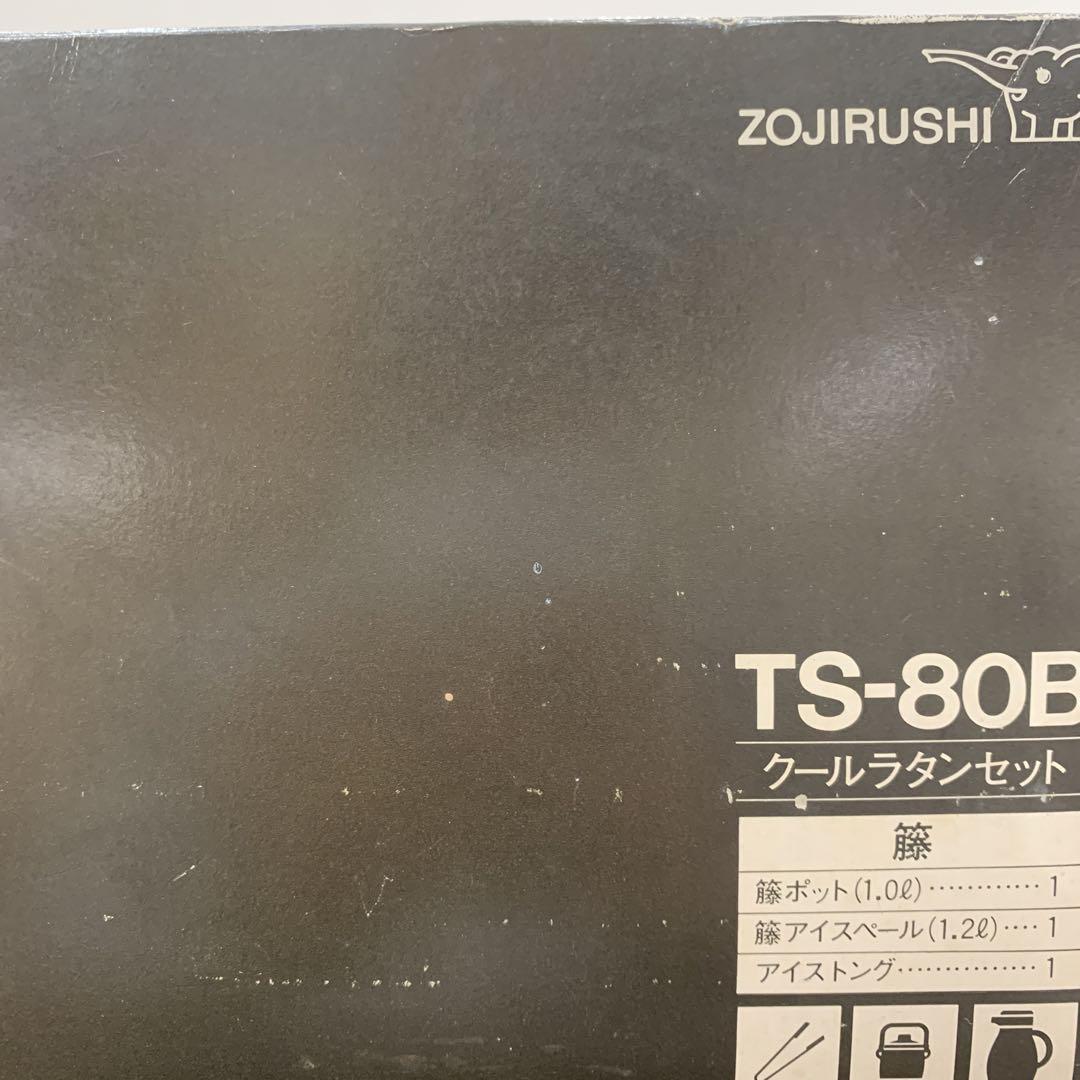 ZOJIRUSHI
TS-80B
クールラタンセット
籐
籐ポット(1.0ℓ)…………1
籐アイスペール(1.2ℓ)‥‥1
アイストング……………1